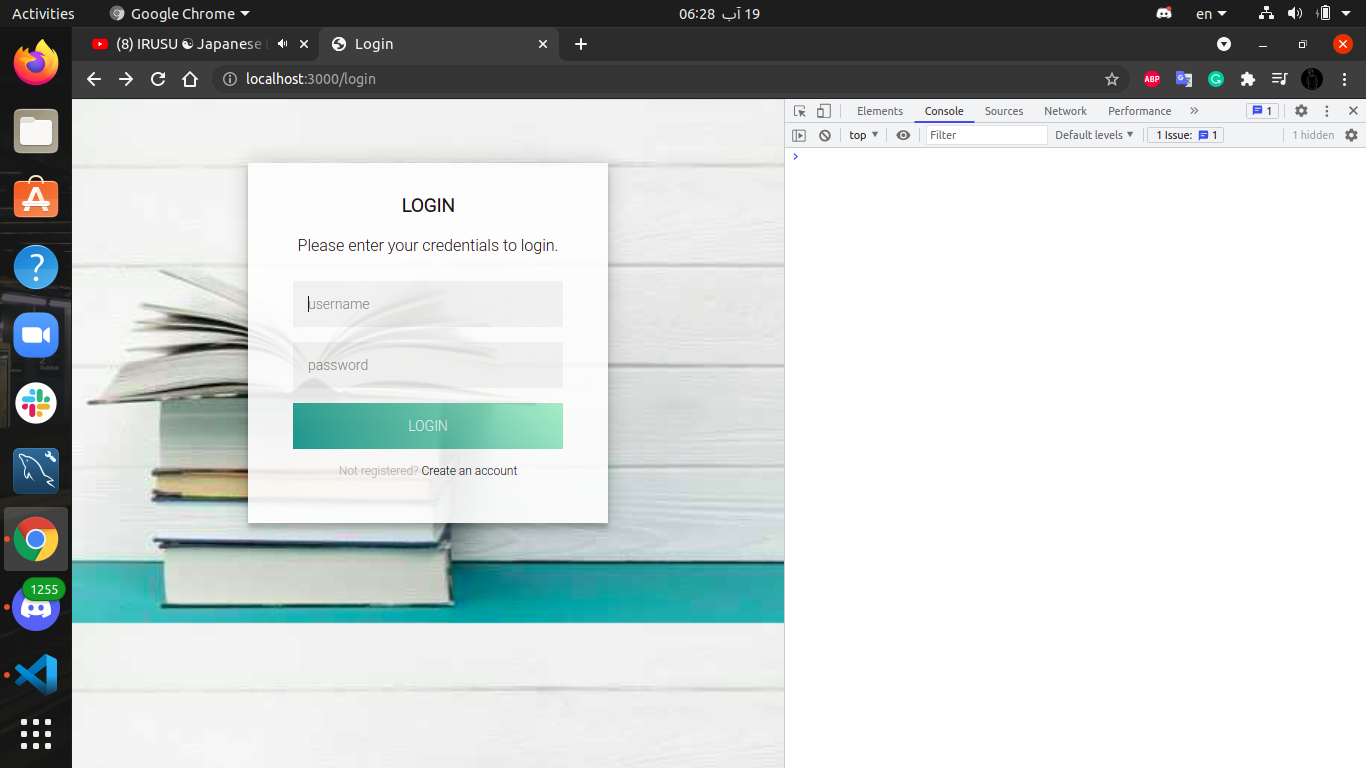 Activities
Google Chrome
19 آب 06:28
en
(8) IRUSU ☯ Japanese
Login
localhost:3000/login
ABP
Elements
Console
Sources
Network
Performance
»
1
top
Filter
Default levels
1 Issue:
1
1 hidden
LOGIN
Please enter your credentials to login.
username
password
LOGIN
Not registered? Create an account
1255